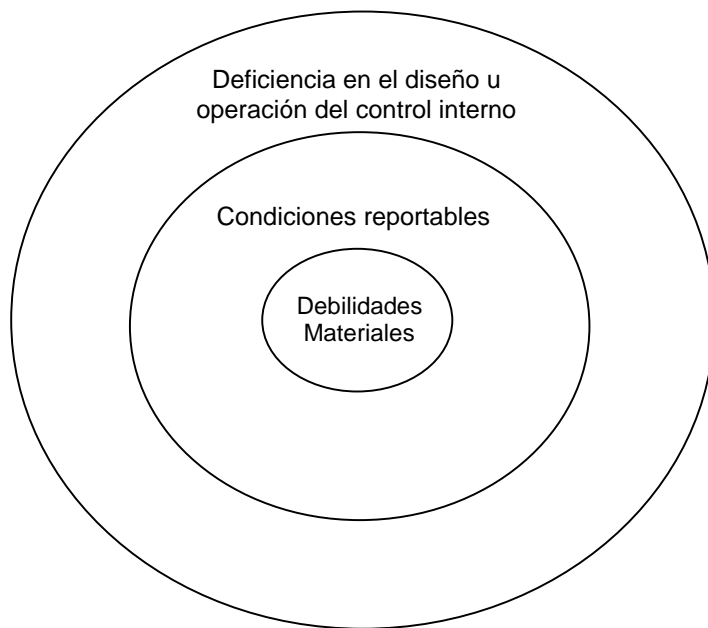 Deficiencia en el diseño u
operación del control interno
Condiciones reportables
Debilidades
Materiales